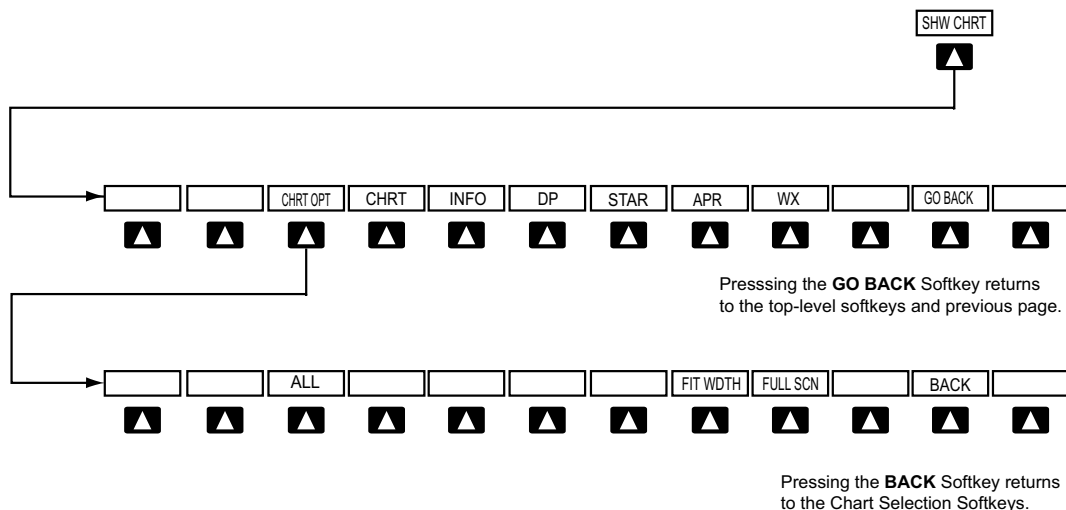 SHW CHRT
CHRT OPT CHRT INFO DP STAR APR WX GO BACK
Presssing the GO BACK Softkey returns
to the top-level softkeys and previous page.
ALL FIT WDTH FULL SCN BACK
Pressing the BACK Softkey returns
to the Chart Selection Softkeys.